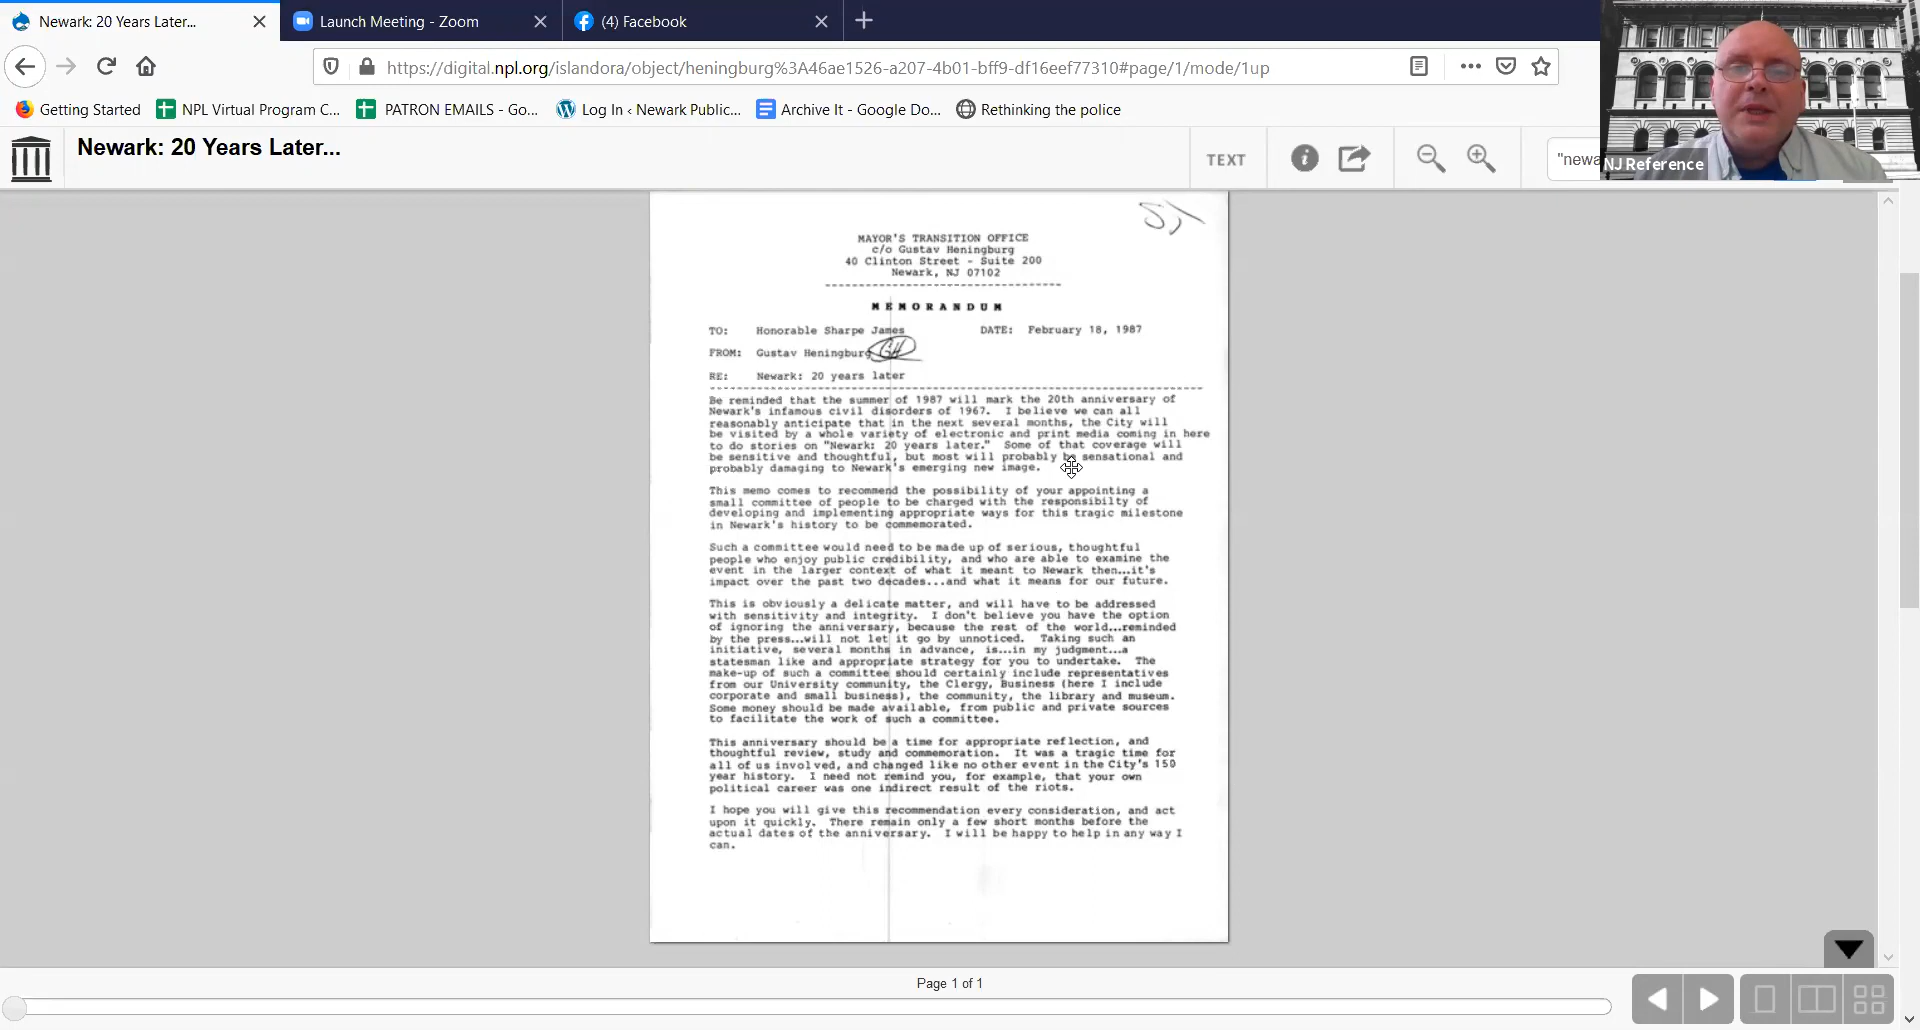 Newark: 20 Years Later...
Launch Meeting - Zoom
(4) Facebook
https://digital.npl.org/islandora/object/heningburg%3A46ae1526-a207-4b01-bff9-df16eef77310#page/1/mode/1up
Getting Started
NPL Virtual Program C...
PATRON EMAILS - Go...
Log In ‹ Newark Public...
Archive It - Google Do...
Rethinking the police
Newark: 20 Years Later...
TEXT
"newa
NJ Reference
SJ
MAYOR'S TRANSITION OFFICE
c/o Gustav Heningburg
40 Clinton Street - Suite 200
Newark, NJ 07102
MEMORANDUM
TO: Honorable Sharpe James DATE: February 18, 1987
FROM: Gustav Heningburg GH
RE: Newark: 20 years later
Be reminded that the summer of 1987 will mark the 20th anniversary of
Newark's infamous civil disorders of 1967. I believe we can all
reasonably anticipate that in the next several months, the City will
be visited by a whole variety of electronic and print media coming in here
to do stories on "Newark: 20 years later." Some of that coverage will
be sensitive and thoughtful, but most will probably be sensational and
probably damaging to Newark's emerging new image.
This memo comes to recommend the possibility of your appointing a
small committee of people to be charged with the responsibilty of
developing and implementing appropriate ways for this tragic milestone
in Newark's history to be commemorated.
Such a committee would need to be made up of serious, thoughtful
people who enjoy public credibility, and who are able to examine the
event in the larger context of what it meant to Newark then...it's
impact over the past two decades...and what it means for our future.
This is obviously a delicate matter, and will have to be addressed
with sensitivity and integrity. I don't believe you have the option
of ignoring the anniversary, because the rest of the world...reminded
by the press...will not let it go by unnoticed. Taking such an
initiative, several months in advance, is...in my judgment...a
statesman like and appropriate strategy for you to undertake. The
make-up of such a committee should certainly include representatives
from our University community, the Clergy, Business (here I include
corporate and small business), the community, the library and museum.
Some money should be made available, from public and private sources
to facilitate the work of such a committee.
This anniversary should be a time for appropriate reflection, and
thoughtful review, study and commemoration. It was a tragic time for
all of us involved, and changed like no other event in the City's 150
year history. I need not remind you, for example, that your own
political career was one indirect result of the riots.
I hope you will give this recommendation every consideration, and act
upon it quickly. There remain only a few short months before the
actual dates of the anniversary. I will be happy to help in any way I
can.
Page 1 of 1